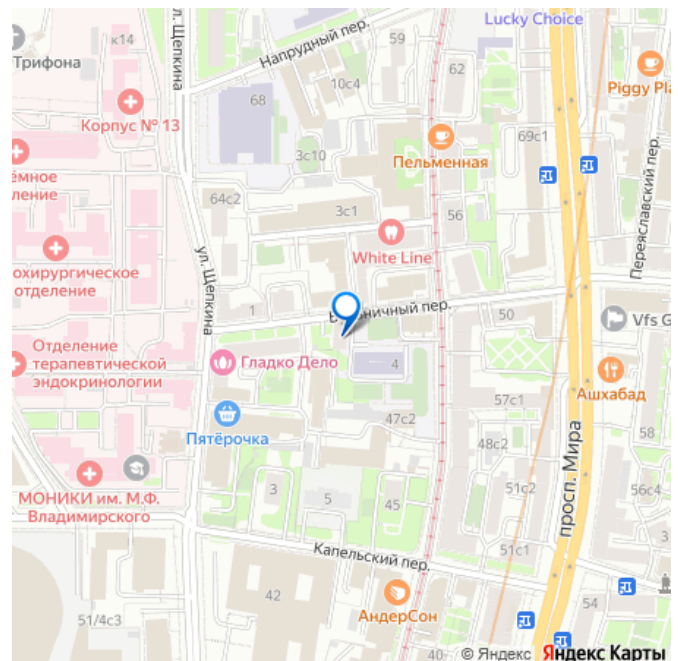 Lucky Choice
к14
Трифона
Напрудный пер.
59
62
10с4
68
ул. Щепкина
Корпус № 13
Piggy Pla
69с1
Пельменная
3с10
ёмное
ление
64с2
3с1
56
White Line
Переяславский пер.
охирургическое
отделение
ул. Щепкина
1
пер.
50
Vfs G
Отделение
терапевтической
эндокринологии
Гладко Дело
4
Ашхабад
57с1
47с2
Пятёрочка
48с2
58
3
5
45
51с2
56с4
просп. Мира
МОНИКИ им. М.Ф.
Владимирского
Капельский пер.
51с1
42
АндерСон
54
51/4с3
© Яндекс Яндекс Карты